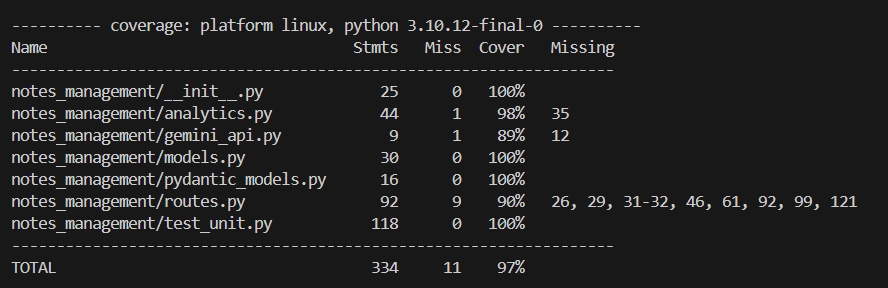 ---------- coverage: platform linux, python 3.10.12-final-0 ----------
Name                                 Stmts   Miss  Cover   Missing
-------------------------------------------------------------------
notes_management/__init__.py            25      0   100%
notes_management/analytics.py           44      1    98%   35
notes_management/gemini_api.py           9      1    89%   12
notes_management/models.py              30      0   100%
notes_management/pydantic_models.py     16      0   100%
notes_management/routes.py              92      9    90%   26, 29, 31-32, 46, 61, 92, 99, 121
notes_management/test_unit.py          118      0   100%
-------------------------------------------------------------------
TOTAL                                  334     11    97%